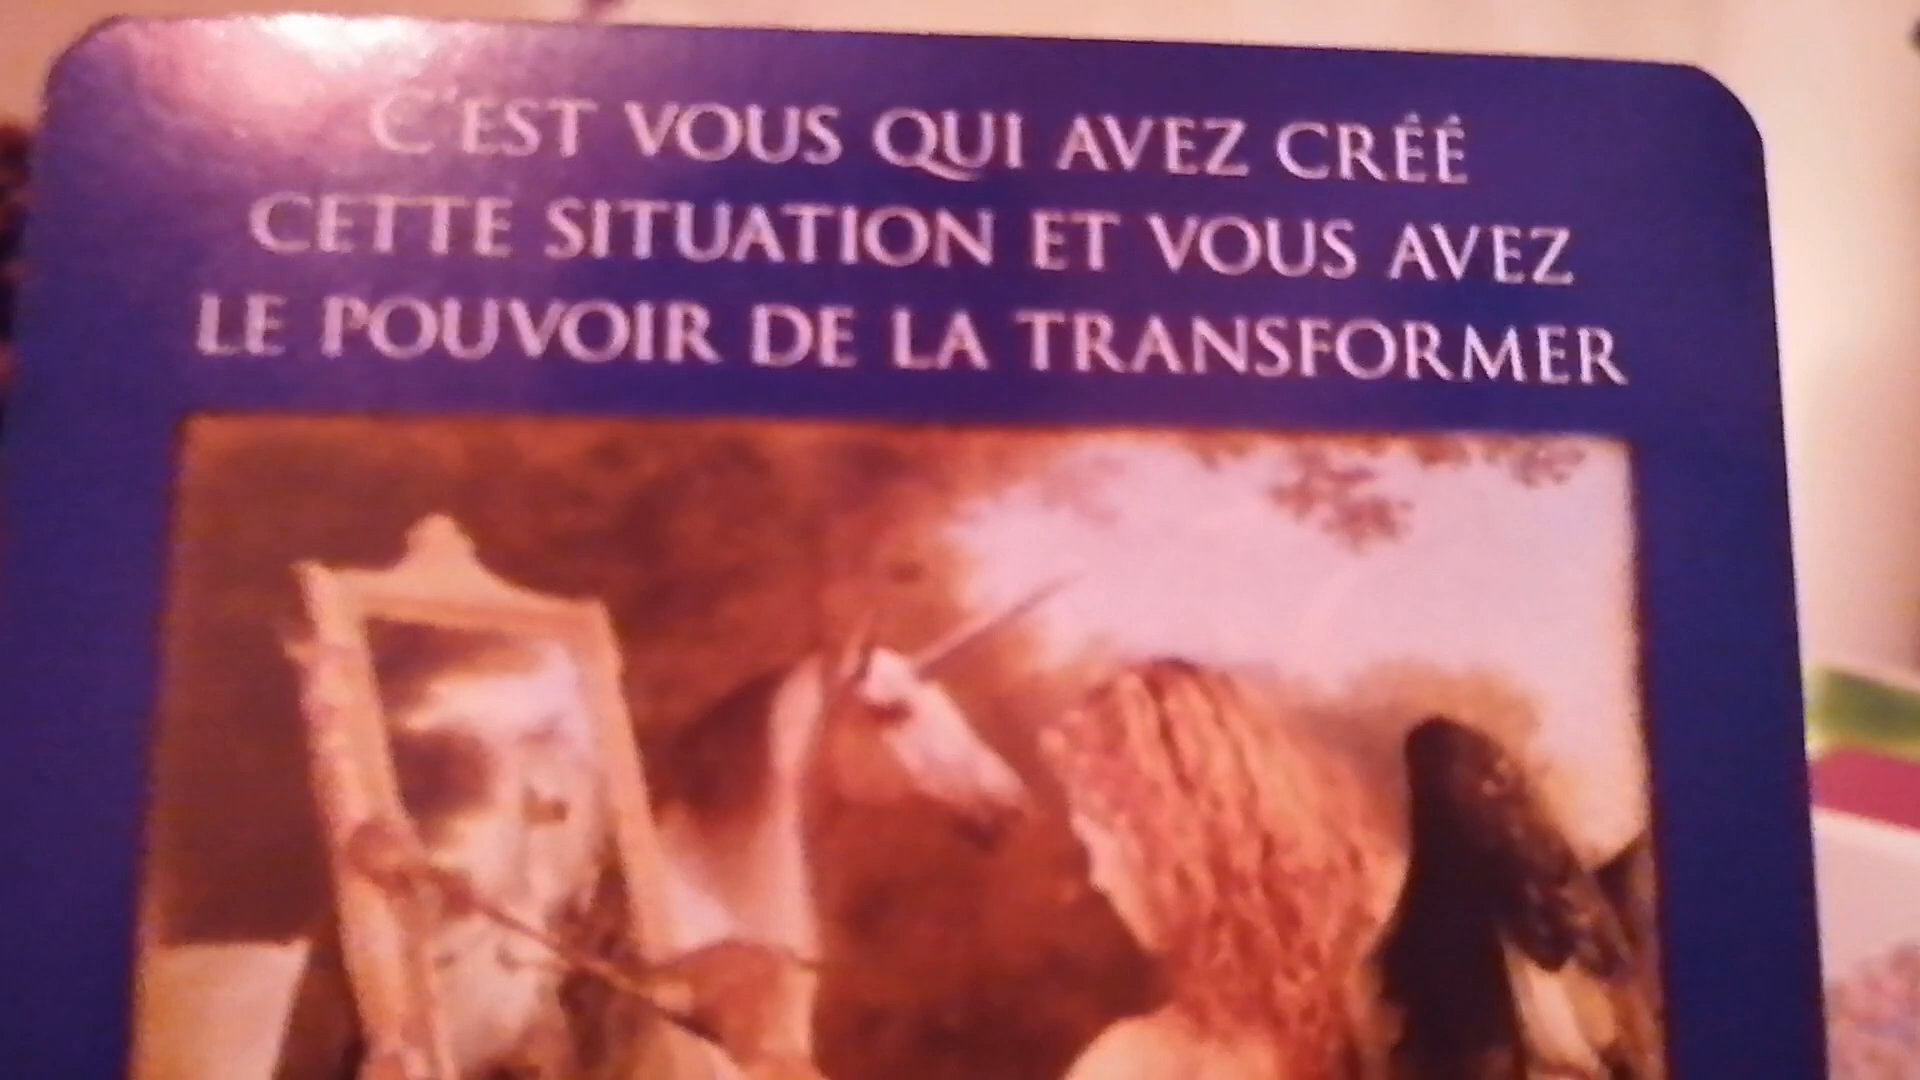 C'EST VOUS QUI AVEZ CRÉÉ
CETTE SITUATION ET VOUS AVEZ
LE POUVOIR DE LA TRANSFORMER